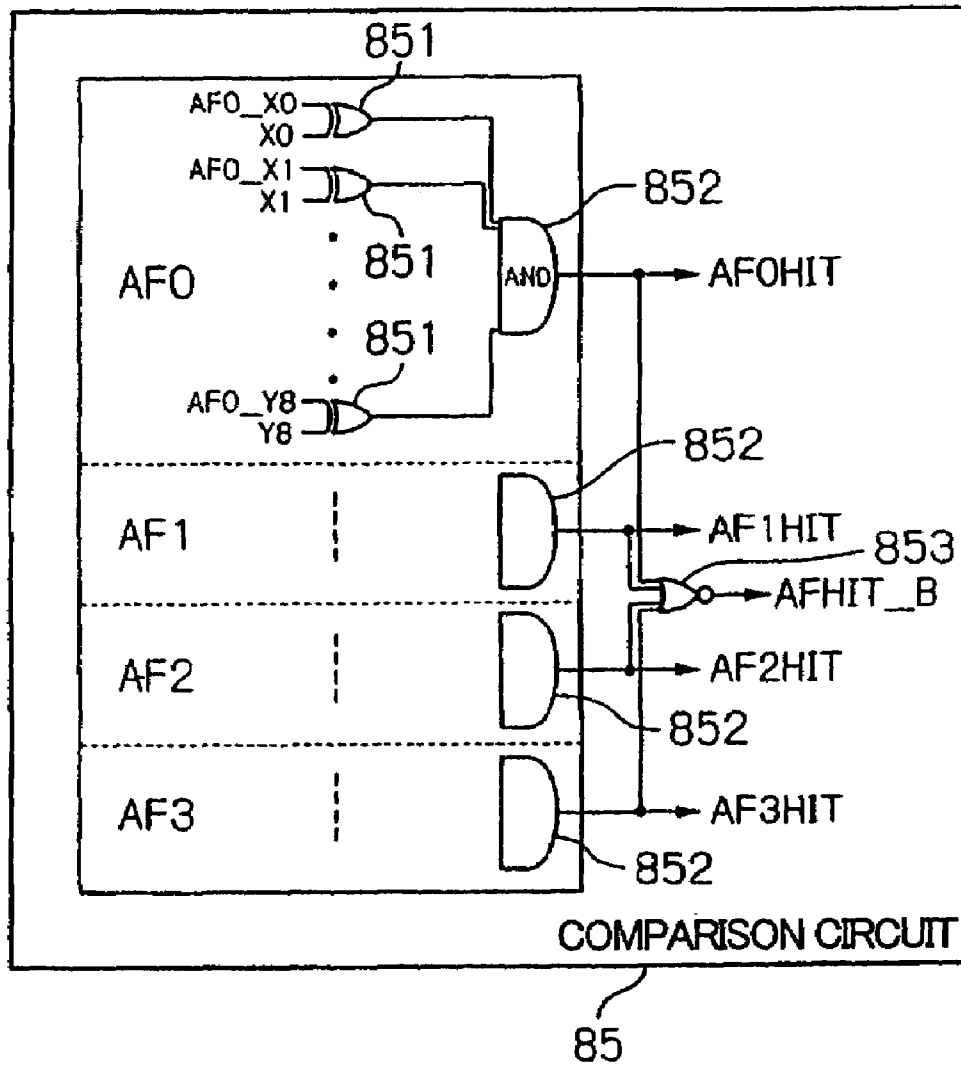 851
AF0_X0
X0
AF0_X1
X1
852
851
AND
AF0HIT
AF0
851
AF0_Y8
Y8
852
AF1
AF1HIT
853
AFHIT_B
AF2
AF2HIT
852
AF3
AF3HIT
852
COMPARISON CIRCUIT
85